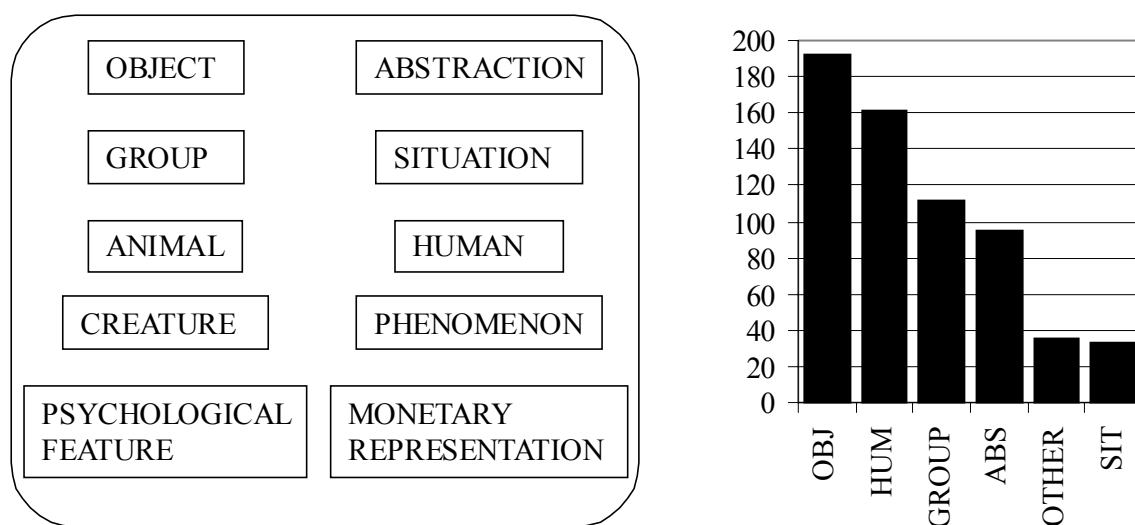 OBJECT
ABSTRACTION
GROUP
SITUATION
ANIMAL
HUMAN
CREATURE
PHENOMENON
PSYCHOLOGICAL
FEATURE
MONETARY
REPRESENTATION
200
180
160
140
120
100
80
60
40
20
0
OBJ
HUM
GROUP
ABS
OTHER
SIT